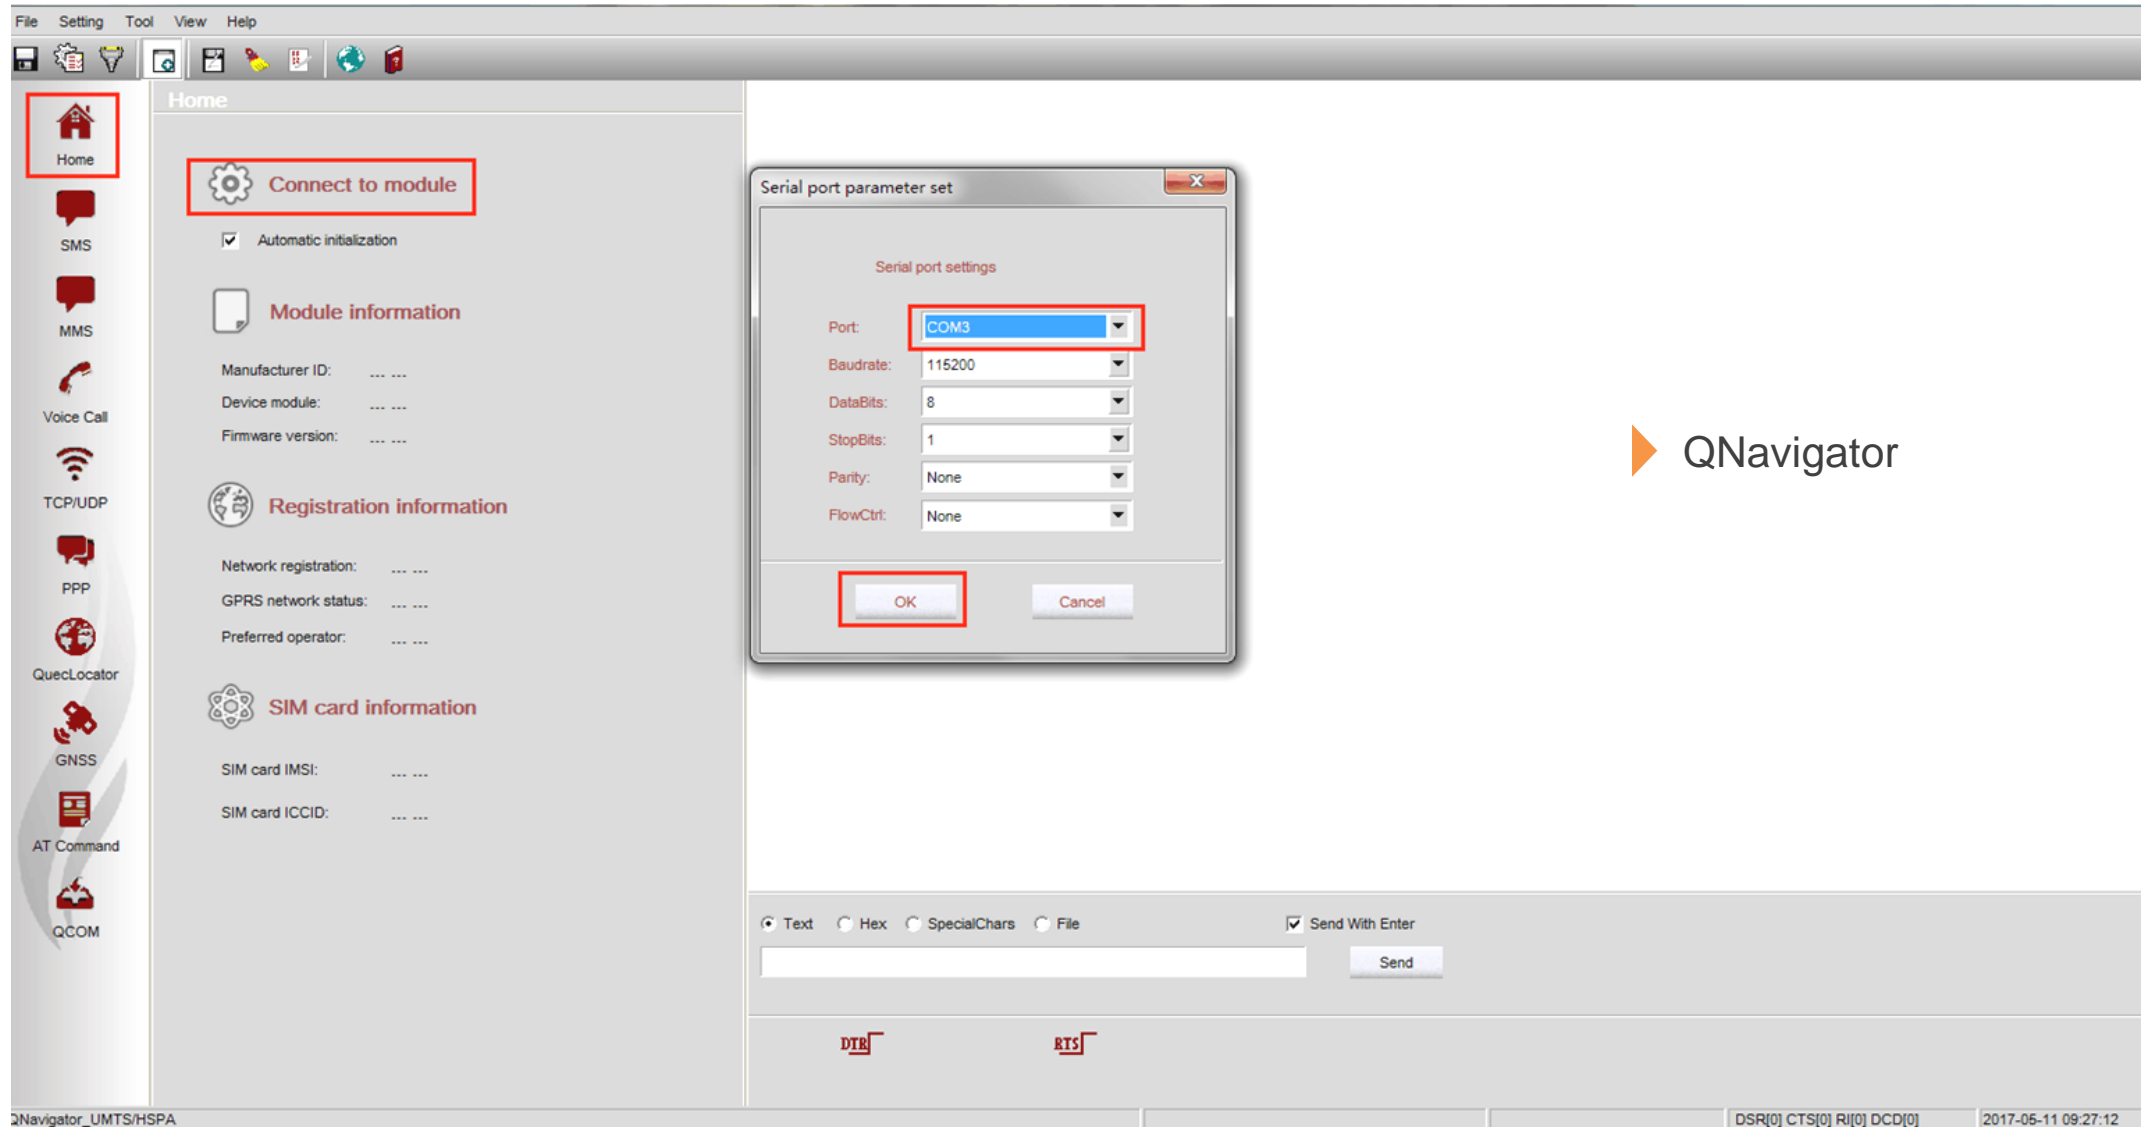 File Setting Tool View Help
Home
Home
SMS
MMS
Voice Call
TCP/UDP
PPP
QuecLocator
GNSS
AT Command
QCOM
Connect to module
Automatic initialization
Module information
Manufacturer ID: --- ---
Device module: --- ---
Firmware version: --- ---
Registration information
Network registration: --- ---
GPRS network status: --- ---
Preferred operator: --- ---
SIM card information
SIM card IMSI: --- ---
SIM card ICCID: --- ---
Serial port parameter set
Serial port settings
Port: COM3
Baudrate: 115200
DataBits: 8
StopBits: 1
Parity: None
FlowCtrl: None
OK Cancel
QNavigator
Text Hex SpecialChars File Send With Enter
Send
DTR RTS
QNavigator_UMTS/HSPA DSR[0] CTS[0] RI[0] DCD[0] 2017-05-11 09:27:12